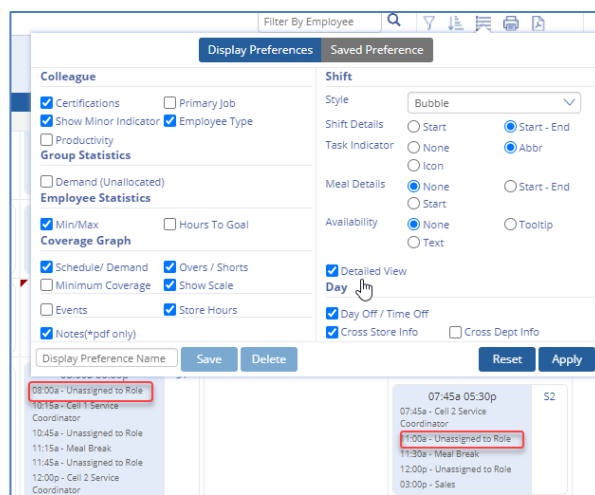 Filter By Employee
Display Preferences Saved Preference
Colleague
Certifications Primary Job
Show Minor Indicator Employee Type
Productivity
Group Statistics
Demand (Unallocated)
Employee Statistics
Min/Max Hours To Goal
Coverage Graph
Schedule/ Demand Overs / Shorts
Minimum Coverage Show Scale
Events Store Hours
Notes(*pdf only)
Shift
Style Bubble
Shift Details Start Start - End
Task Indicator None Abbr
Icon
Meal Details None Start - End
Start
Availability None Tooltip
Text
Detailed View
Day
Day Off / Time Off
Cross Store Info Cross Dept Info
Display Preference Name Save Delete Reset Apply
08:00a - Unassigned to Role
10:15a - Cell 1 Service
Coordinator
10:45a - Unassigned to Role
11:15a - Meal Break
11:45a - Unassigned to Role
12:00p - Cell 2 Service
Coordinator
07:45a 05:30p S2
07:45a - Cell 2 Service
Coordinator
11:00a - Unassigned to Role
11:30a - Meal Break
12:00p - Unassigned to Role
03:00p - Sales